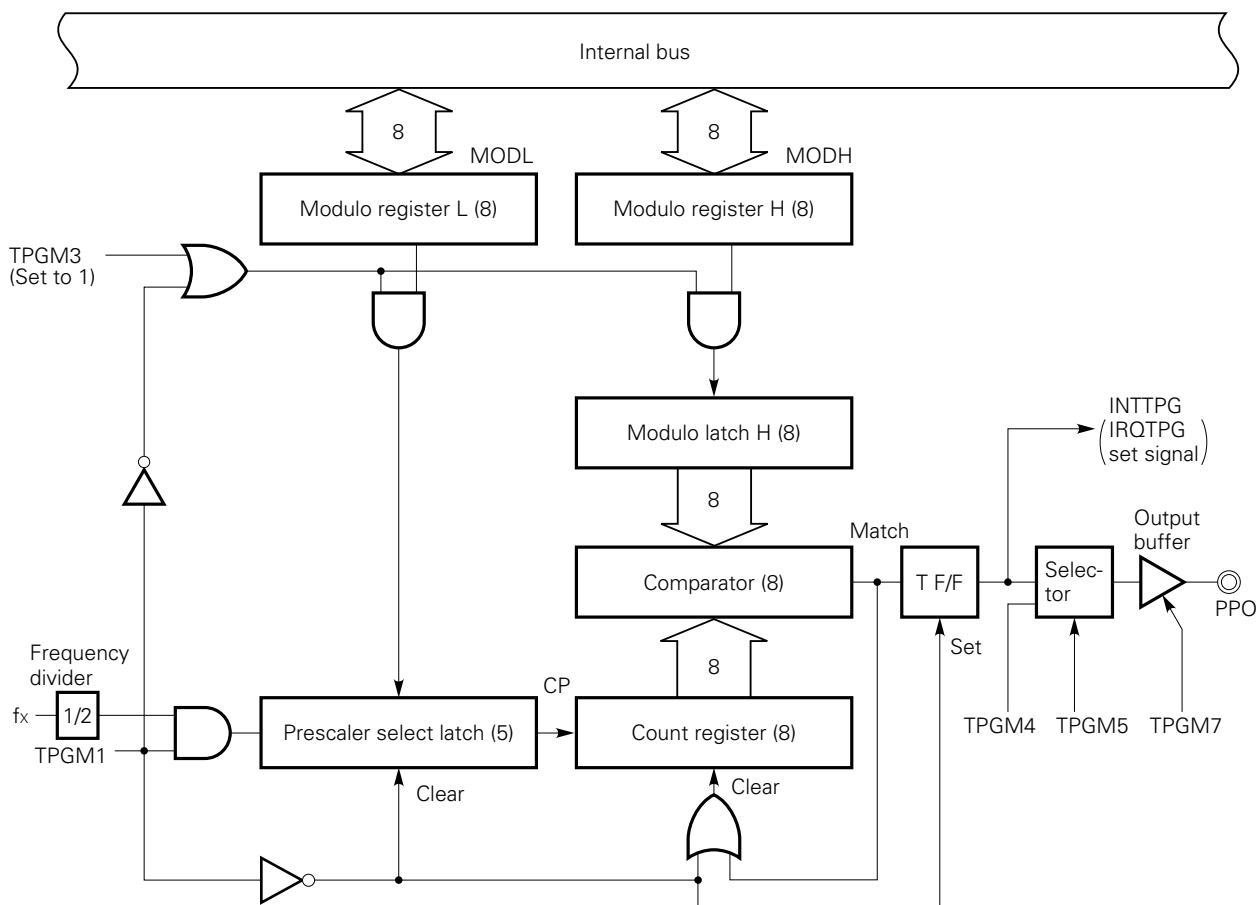 Internal bus
8
8
MODL
MODH
Modulo register L (8)
Modulo register H (8)
TPGM3
(Set to 1)
Modulo latch H (8)
INTTPG
(IRQTPG
set signal)
8
Match
Output
buffer
Comparator (8)
T F/F
Selec-
tor
PPO
Set
8
Frequency
divider
CP
fX
1/2
Prescaler select latch (5)
Count register (8)
TPGM4
TPGM5
TPGM7
TPGM1
Clear
Clear